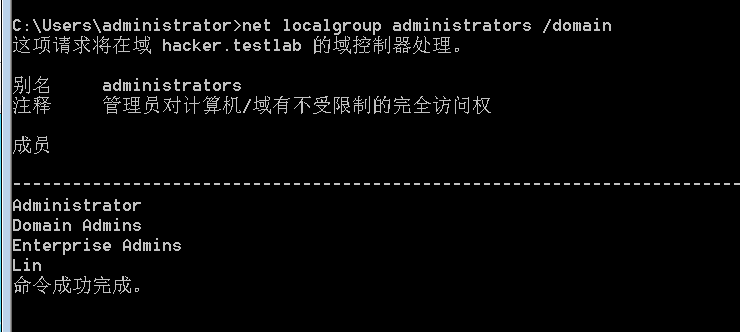 C:\Users\administrator>net localgroup administrators /domain
这项请求将在域 hacker.testlab 的域控制器处理。
别名 administrators
注释 管理员对计算机/域有不受限制的完全访问权
成员
-------------------------------------------------------------------------------
Administrator
Domain Admins
Enterprise Admins
Lin
命令成功完成。